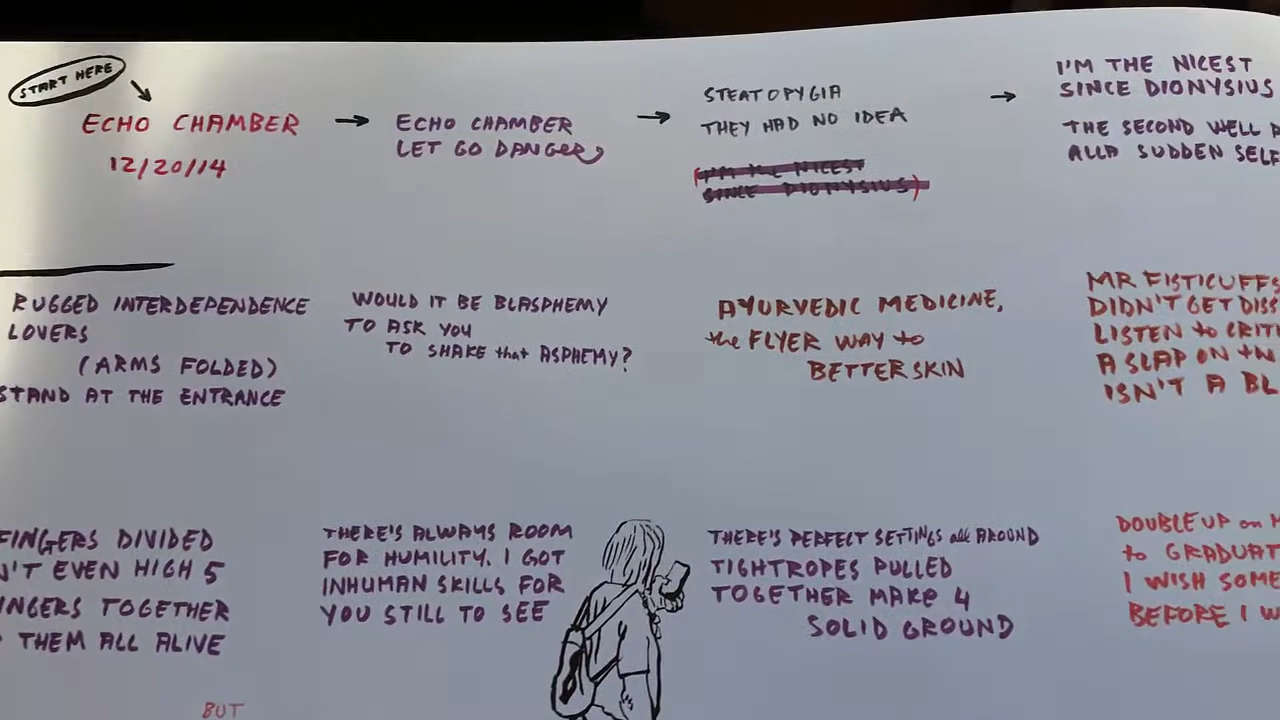 START HERE
ECHO CHAMBER
12/20/14
ECHO CHAMBER
LET GO DANGER
STEATOPYGIA
THEY HAD NO IDEA
(I'M THE NICEST
SINCE DIONYSIUS)
I'M THE NICEST
SINCE DIONYSIUS
THE SECOND WELL
ALLA SUDDEN SELF
RUGGED INTERDEPENDENCE
LOVERS
(ARMS FOLDED)
STAND AT THE ENTRANCE
WOULD IT BE BLASPHEMY
TO ASK YOU
TO SHAKE that ASPHEMY?
AYURVEDIC MEDICINE,
the FLYER WAY to
BETTER SKIN
MR FISTICUFFS
DIDN'T GET DISS
LISTEN to CRITI
A SLAP ON
ISN'T A BL
FINGERS DIVIDED
N'T EVEN HIGH 5
INGERS TOGETHER
THEM ALL ALIVE
THERE'S ALWAYS ROOM
FOR HUMILITY. I GOT
INHUMAN SKILLS FOR
YOU STILL TO SEE
THERE'S PERFECT SETTINGS all AROUND
TIGHTROPES PULLED
TOGETHER MAKE 4
SOLID GROUND
DOUBLE UP on
to GRADUAT
I WISH SOME
BEFORE I W
BUT